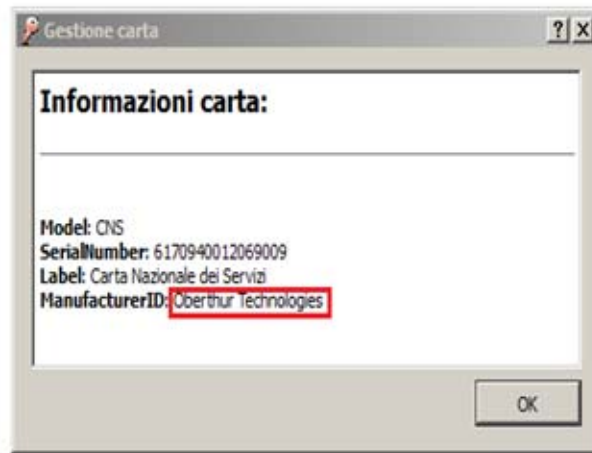 Gestione carta
? X
Informazioni carta:
Model: CNS
SerialNumber: 6170940012069009
Label: Carta Nazionale dei Servizi
ManufacturerID: Oberthur Technologies
OK